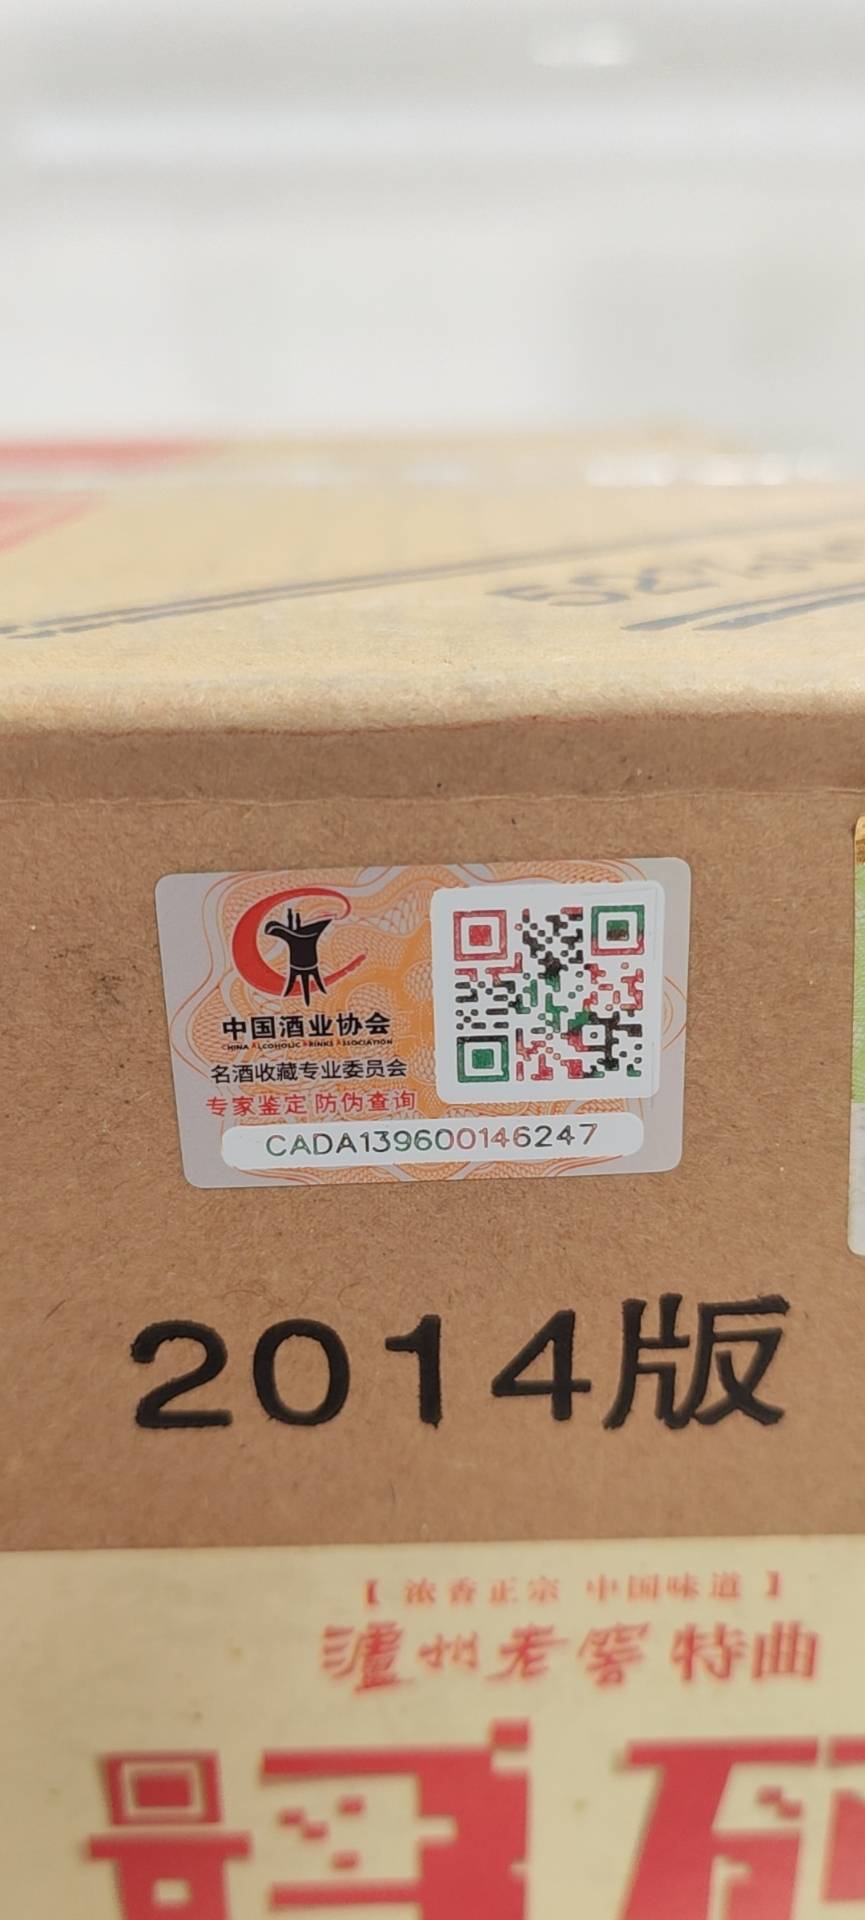 中国酒业协会
CHINA ALCOHOLIC DRINKS ASSOCIATION
名酒收藏专业委员会
专家鉴定 防伪查询
CADA139600146247
2014版
【浓香正宗 中国味道】
泸州老窖 特曲